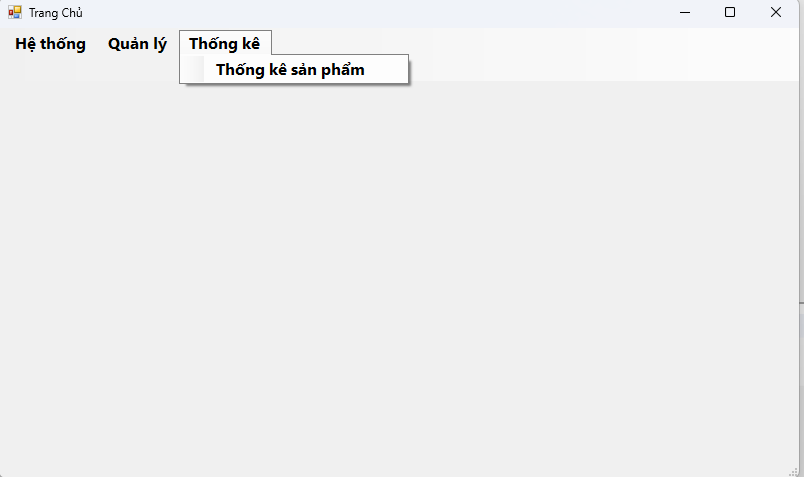 Trang Chủ
Hệ thống Quản lý Thống kê
Thống kê sản phẩm